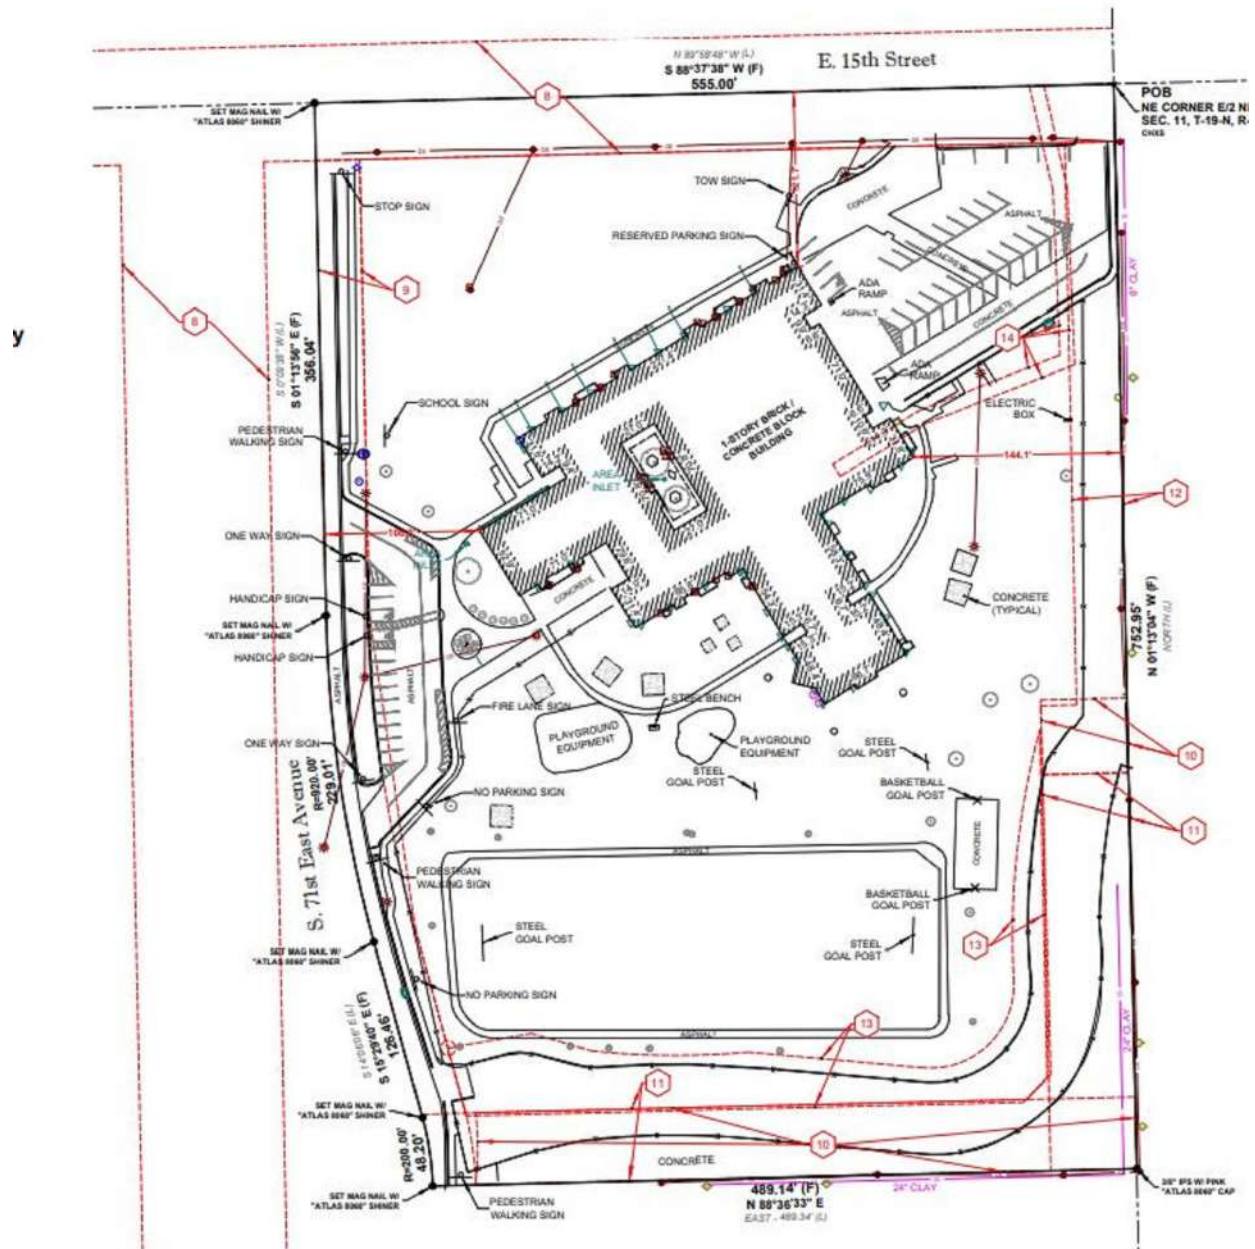 N 89°58'48" W (L)
S 88°37'38" W (F)
555.00'
E. 15th Street
POB
NE CORNER E/2 N
SEC. 11, T-19-N, R-
SET MAG NAIL W/
"ATLAS 8060" SHINER
8
TOW SIGN
CONCRETE
ASPHALT
STOP SIGN
RESERVED PARKING SIGN
CONCRETE
6" CLAY
9
ADA
RAMP
ASPHALT
CONCRETE
8
y
14
S 01°13'56" E (F)
356.04'
CONCRETE
ADA
RAMP
SCHOOL SIGN
ELECTRIC
BOX
PEDESTRIAN
WALKING SIGN
1-STORY BRICK /
CONCRETE BLOCK
BUILDING
144.1'
AREA
INLET
12
ONE WAY SIGN
AREA
INLET
HANDICAP SIGN
CONCRETE
CONCRETE
(TYPICAL)
SET MAG NAIL W/
"ATLAS 8060" SHINER
752.95'
N 01°13'04" W (F)
NORTH (L)
HANDICAP SIGN
ASPHALT
ASPHALT
STEEL BENCH
FIRE LANE SIGN
PLAYGROUND
EQUIPMENT
PLAYGROUND
EQUIPMENT
STEEL
GOAL POST
10
ONE WAY SIGN
STEEL
GOAL POST
BASKETBALL
GOAL POST
R=920.00'
229.01'
NO PARKING SIGN
11
S. 71st East Avenue
ASPHALT
CONCRETE
PEDESTRIAN
WALKING SIGN
BASKETBALL
GOAL POST
STEEL
GOAL POST
STEEL
GOAL POST
13
SET MAG NAIL W/
"ATLAS 8060" SHINER
NO PARKING SIGN
S 15°29'40" E (F)
126.46'
13
24" CLAY
ASPHALT
11
SET MAG NAIL W/
"ATLAS 8060" SHINER
10
R=200.00'
48.20'
CONCRETE
SET MAG NAIL W/
"ATLAS 8060" SHINER
PEDESTRIAN
WALKING SIGN
489.14' (F)
N 88°36'33" E
EAST - 489.34' (L)
24" CLAY
3/8" IPS W/ PINK
"ATLAS 8060" CAP